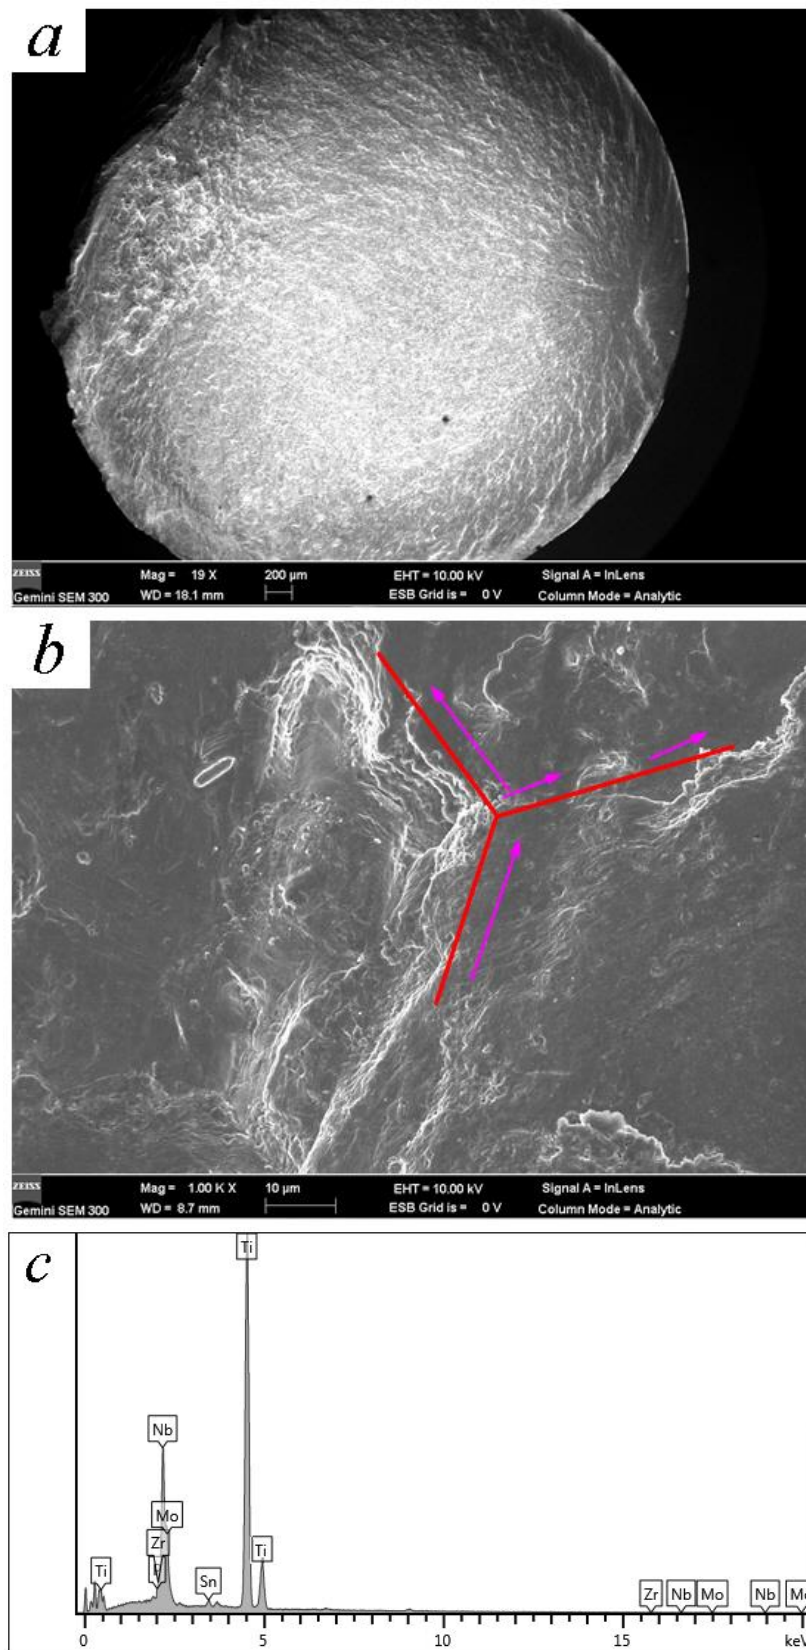 a
ZEISS Mag = 19 X 200 µm EHT = 10.00 kV Signal A = InLens
Gemini SEM 300 WD = 18.1 mm ESB Grid is = 0 V Column Mode = Analytic
b
ZEISS Mag = 1.00 K X 10 µm EHT = 10.00 kV Signal A = InLens
Gemini SEM 300 WD = 8.7 mm ESB Grid is = 0 V Column Mode = Analytic
c
Ti
Nb
Mo
Zr
Ti
Ti
Sn
Zr Nb Mo Nb Mo
0 5 10 15 keV